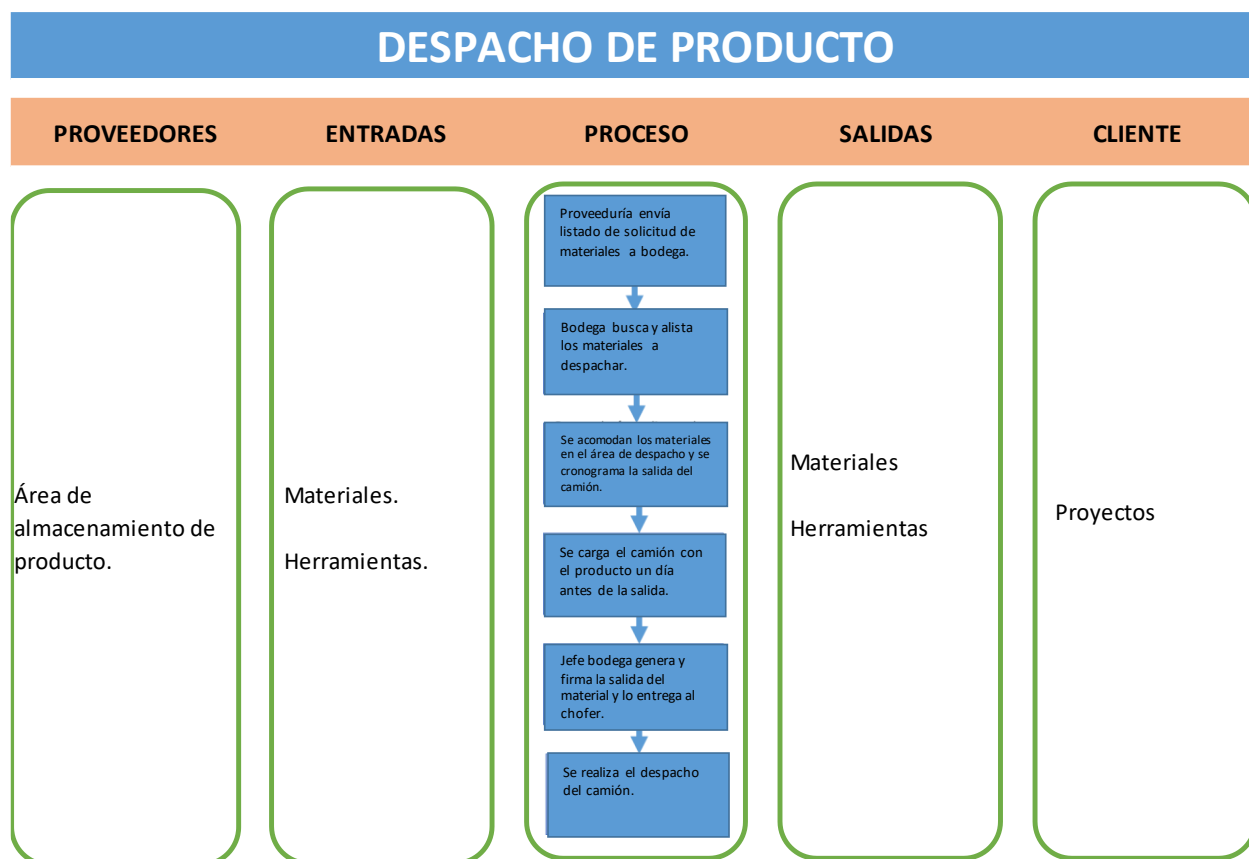 DESPACHO DE PRODUCTO
PROVEEDORES
ENTRADAS
PROCESO
SALIDAS
CLIENTE
Área de
almacenamiento de
producto.
Materiales.
Herramientas.
Proveeduría envía
listado de solicitud de
materiales a bodega.
Bodega busca y alista
los materiales a
despachar.
Se acomodan los materiales
en el área de despacho y se
cronograma la salida del
camión.
Se carga el camión con
el producto un día
antes de la salida.
Jefe bodega genera y
firma la salida del
material y lo entrega al
chofer.
Se realiza el despacho
del camión.
Materiales
Herramientas
Proyectos